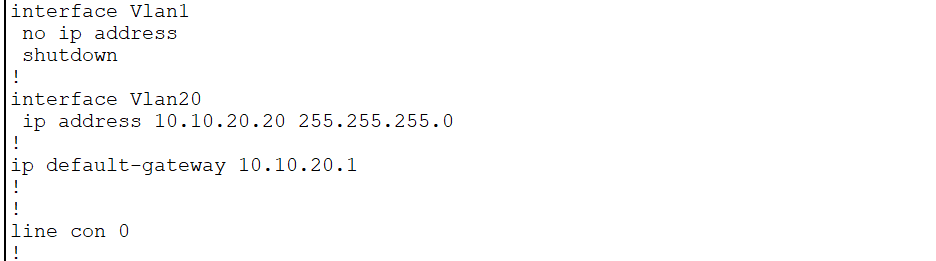 interface Vlan1
 no ip address
 shutdown
!
interface Vlan20
 ip address 10.10.20.20 255.255.255.0
!
ip default-gateway 10.10.20.1
!
!
line con 0
!